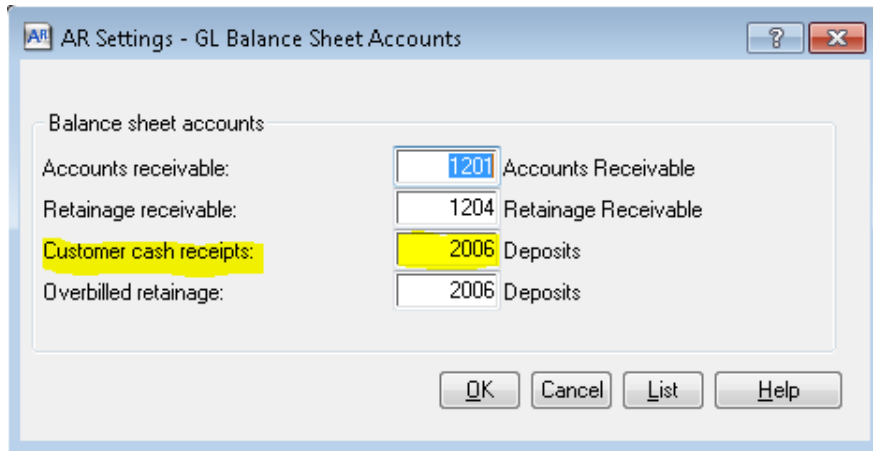 AR AR Settings - GL Balance Sheet Accounts ?
Balance sheet accounts
Accounts receivable: 1201 Accounts Receivable
Retainage receivable: 1204 Retainage Receivable
Customer cash receipts: 2006 Deposits
Overbilled retainage: 2006 Deposits
OK Cancel List Help